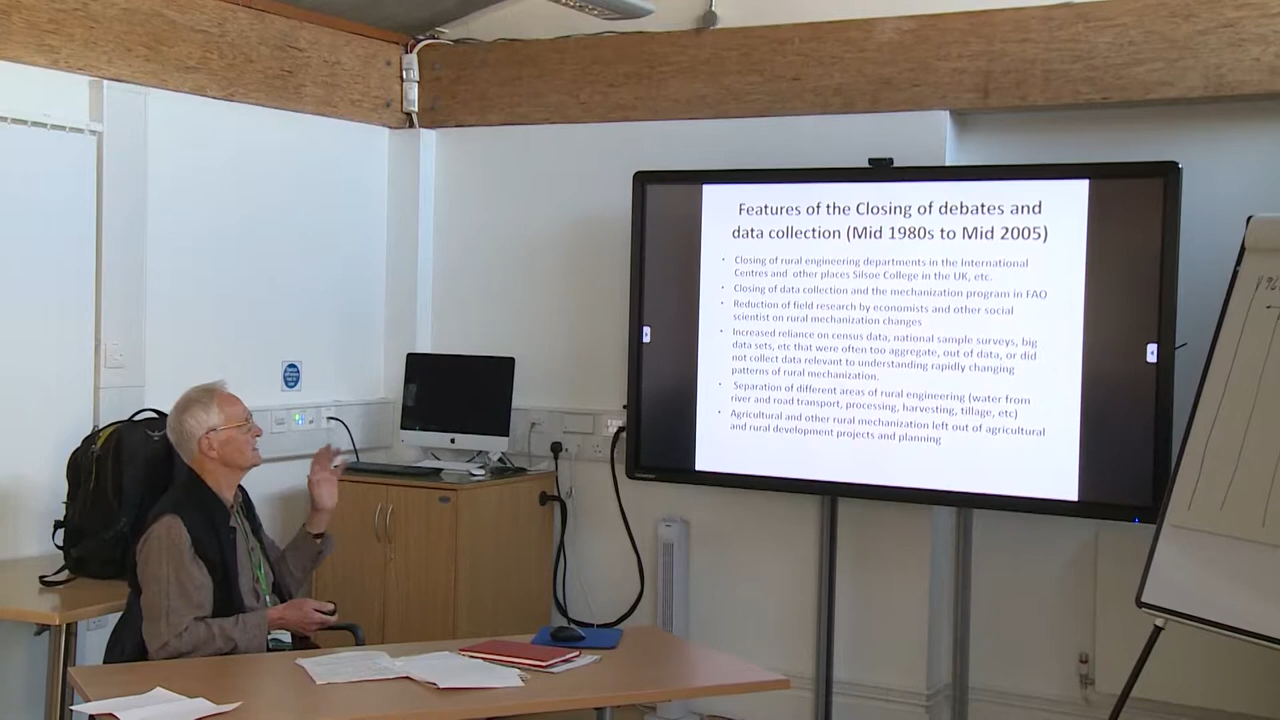 Features of the Closing of debates and
data collection (Mid 1980s to Mid 2005)
• Closing of rural engineering departments in the International
Centres and other places Silsoe College in the UK, etc.
• Closing of data collection and the mechanization program in FAO
• Reduction of field research by economists and other social
scientist on rural mechanization changes
• Increased reliance on census data, national sample surveys, big
data sets, etc that were often too aggregate, out of data, or did
not collect data relevant to understanding rapidly changing
patterns of rural mechanization.
• Separation of different areas of rural engineering (water from
river and road transport, processing, harvesting, tillage, etc)
• Agricultural and other rural mechanization left out of agricultural
and rural development projects and planning